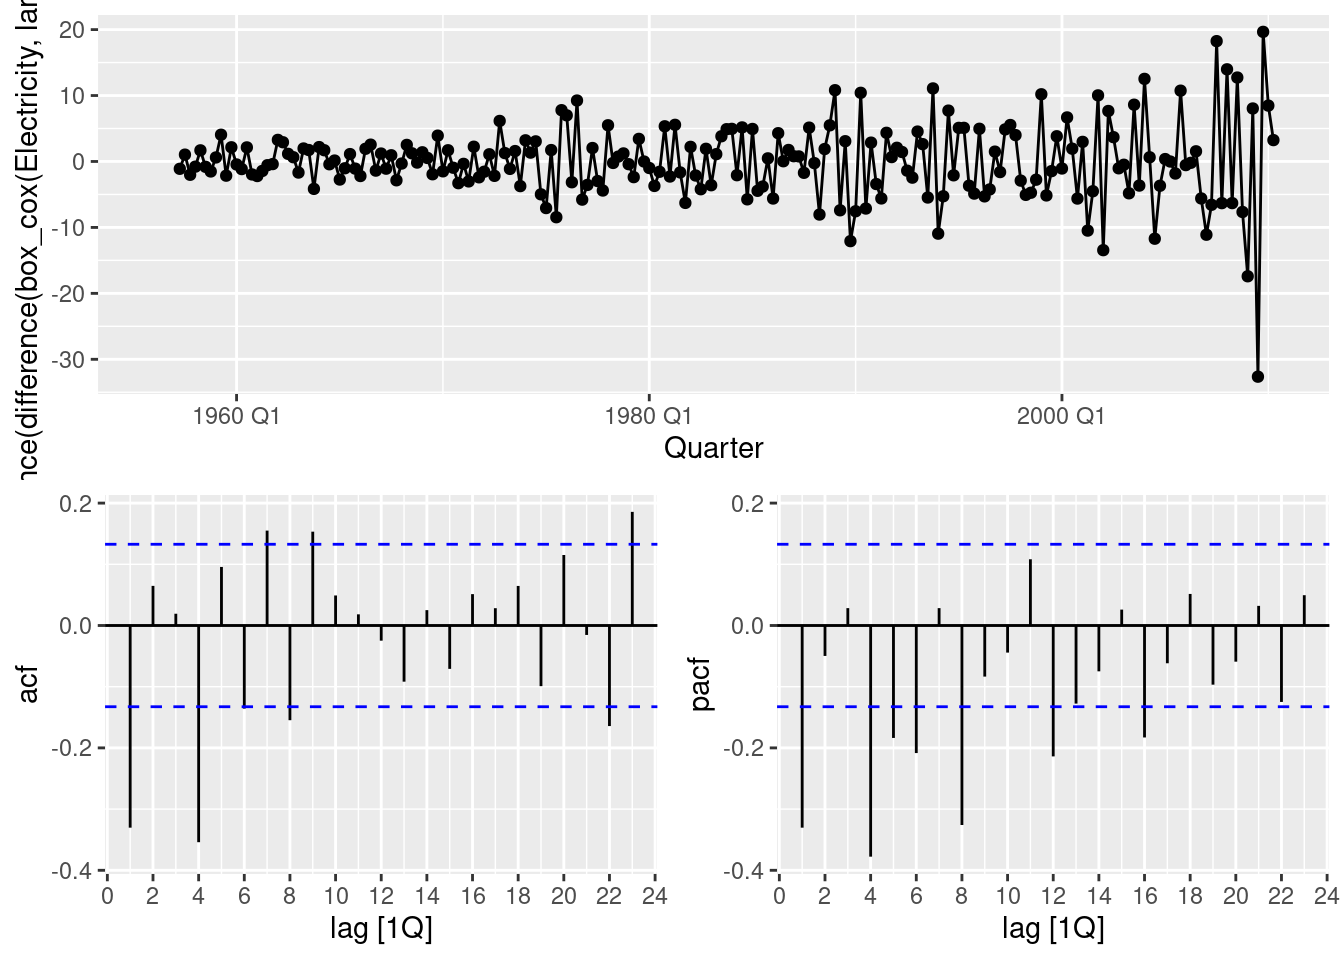 nce(difference(box_cox(Electricity, lar
20
10
0
-10
-20
-30
1960 Q1 1980 Q1 2000 Q1
Quarter
acf
0.2
0.0
-0.2
-0.4
0 2 4 6 8 10 12 14 16 18 20 22 24
lag [1Q]
pacf
0.2
0.0
-0.2
-0.4
0 2 4 6 8 10 12 14 16 18 20 22 24
lag [1Q]